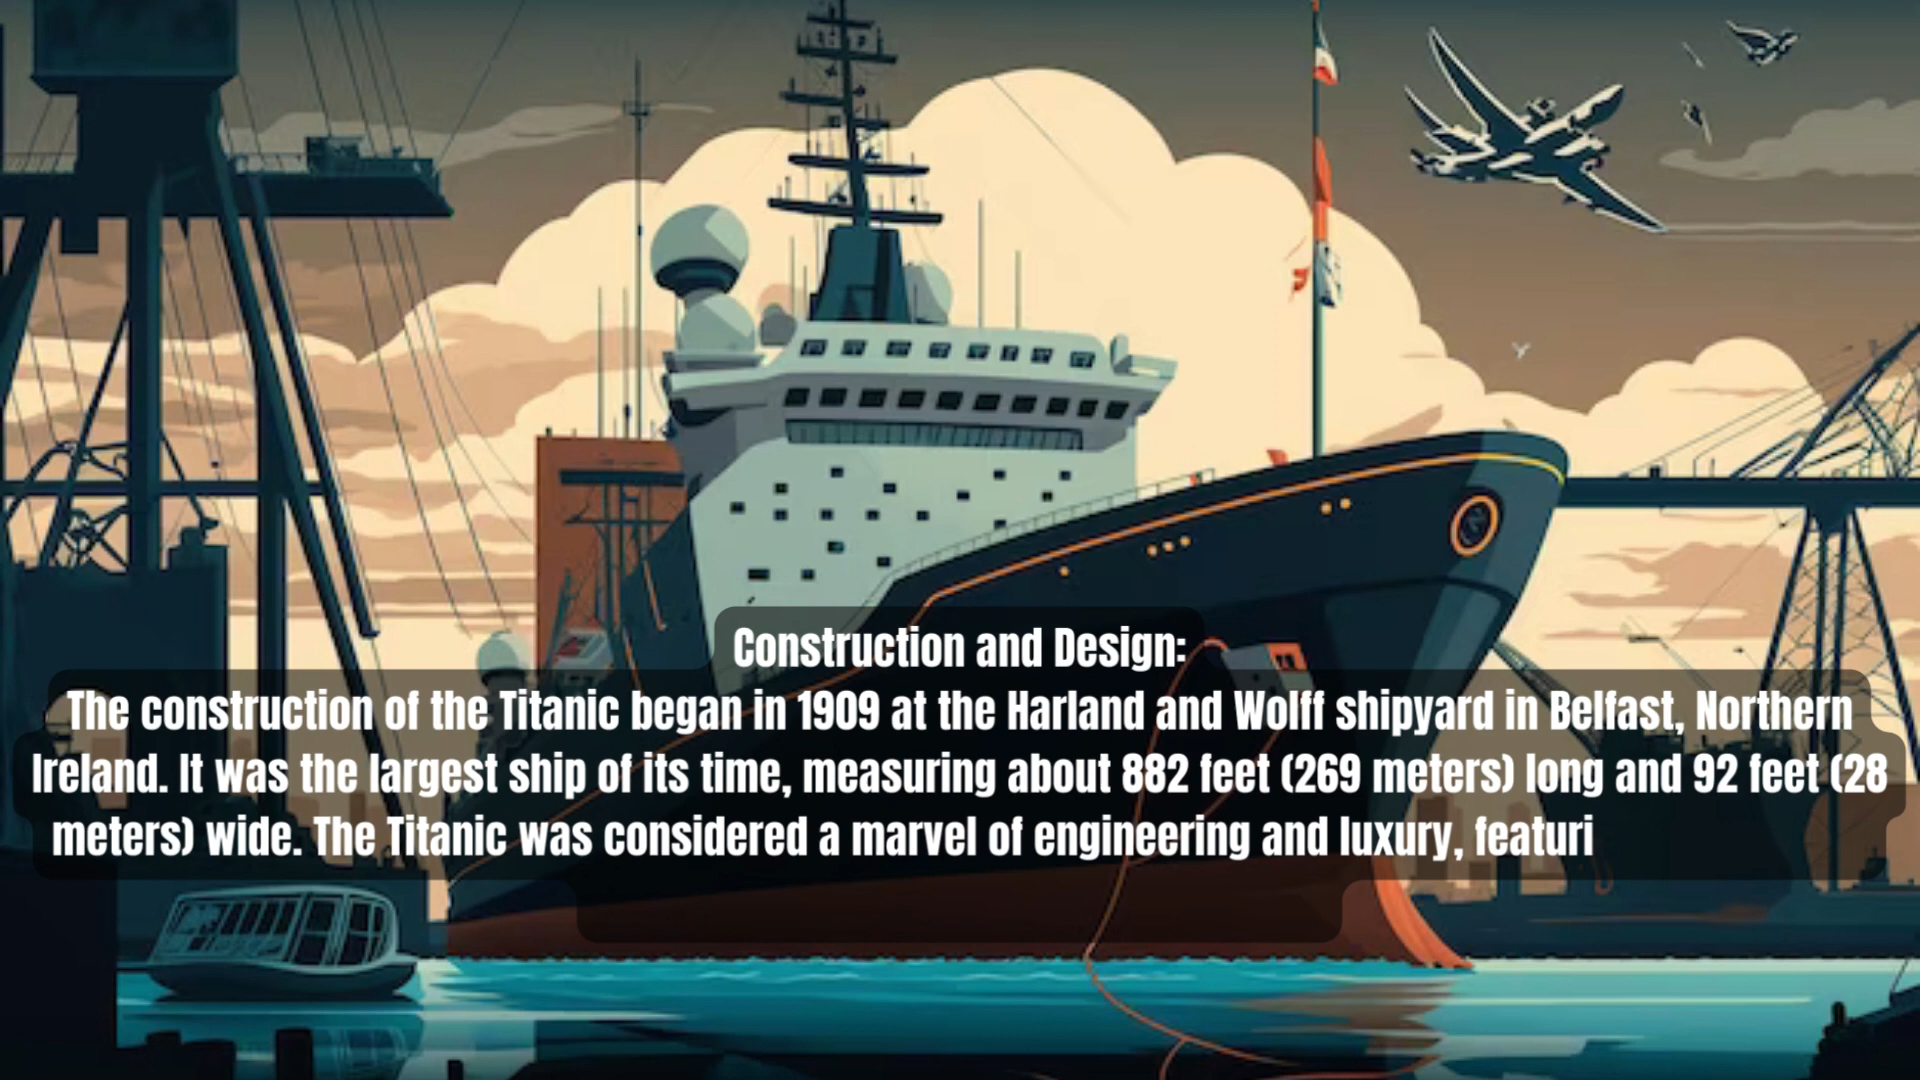 Construction and Design:
The construction of the Titanic began in 1909 at the Harland and Wolff shipyard in Belfast, Northern
Ireland. It was the largest ship of its time, measuring about 882 feet (269 meters) long and 92 feet (28
meters) wide. The Titanic was considered a marvel of engineering and luxury, featuri